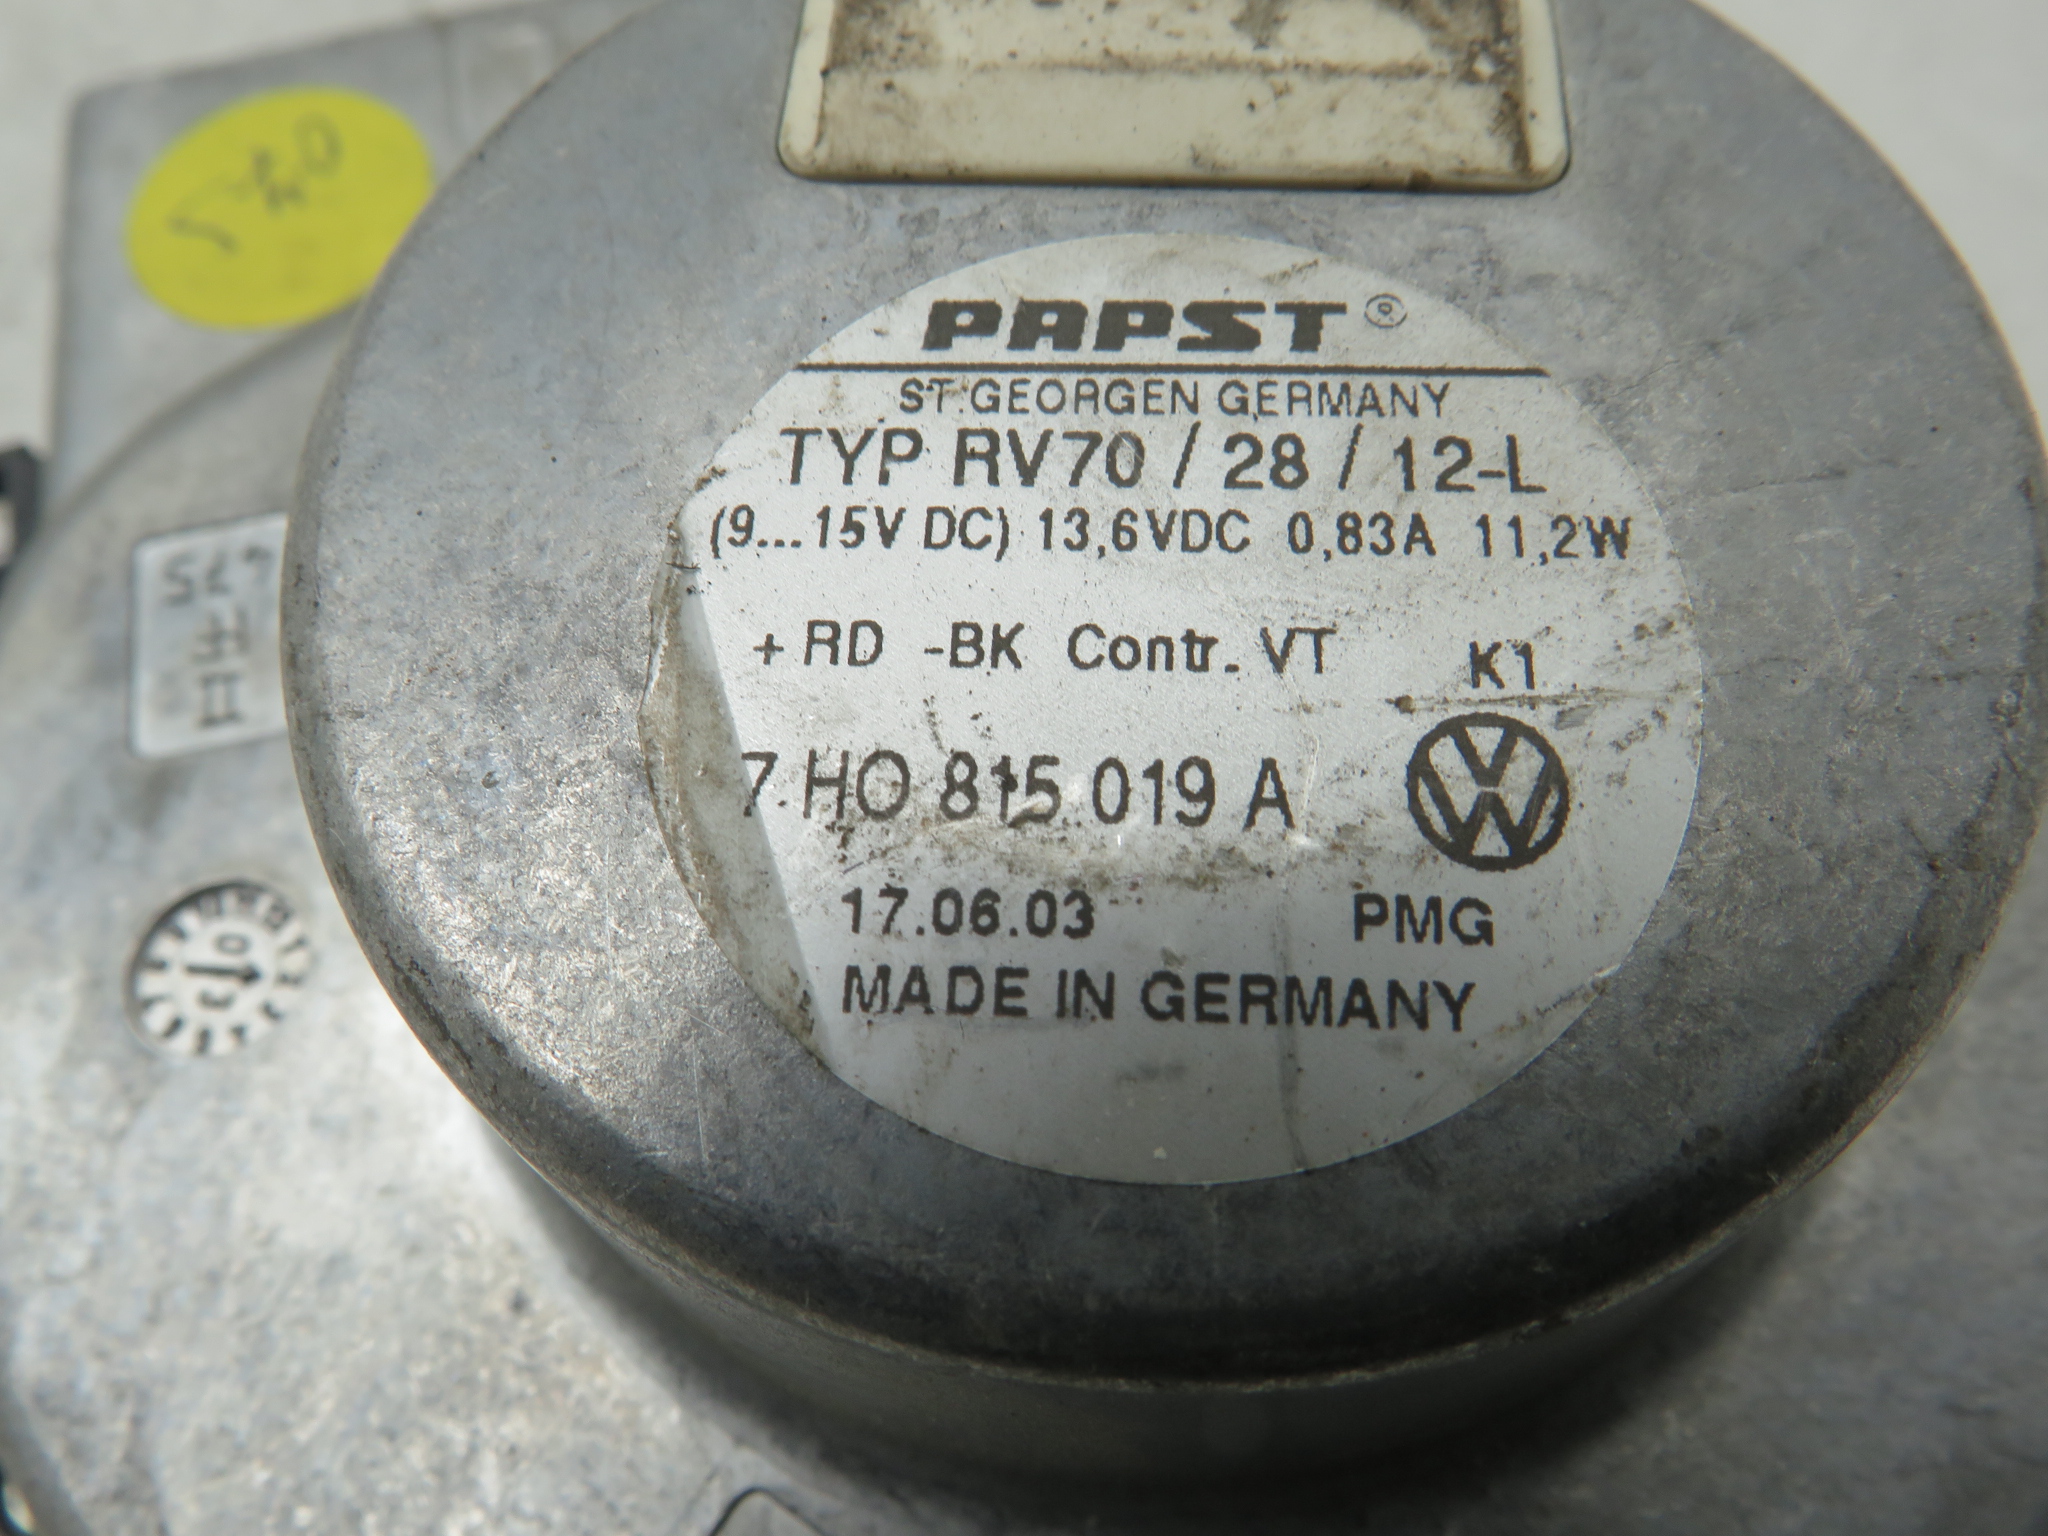 PAPST ®
ST. GEORGEN GERMANY
TYP RV70 / 28 / 12-L
(9...15V DC) 13,6VDC 0,83A 11,2W
+ RD -BK Contr. VT K1
7 HO 815 019 A
17.06.03 PMG
MADE IN GERMANY